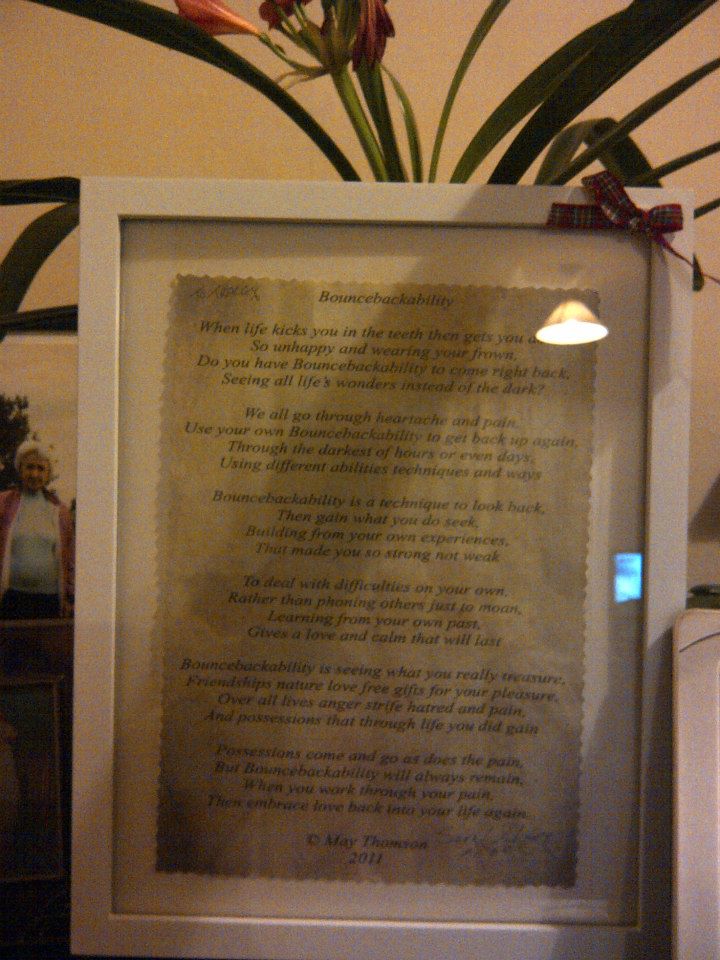 Bouncebackability
When life kicks you in the teeth then gets you
So unhappy and wearing your frown,
Do you have Bouncebackability to come right back,
Seeing all life's wonders instead of the dark?
We all go through heartache and pain,
Use your own Bouncebackability to get back up again,
Through the darkest of hours or even days,
Using different abilities techniques and ways
Bouncebackability is a technique to look back,
Then gain what you do seek,
Building from your own experiences,
That made you so strong not weak
To deal with difficulties on your own,
Rather than phoning others just to moan,
Learning from your own past,
Gives a love and calm that will last
Bouncebackability is seeing what you really treasure,
Friendships nature love free gifts for your pleasure,
Over all lives anger strife hatred and pain,
And possessions that through life you did gain
Possessions come and go as does the pain,
But Bouncebackability will always remain,
When you work through your pain,
Then embrace love back into your life again
© May Thomson
2011